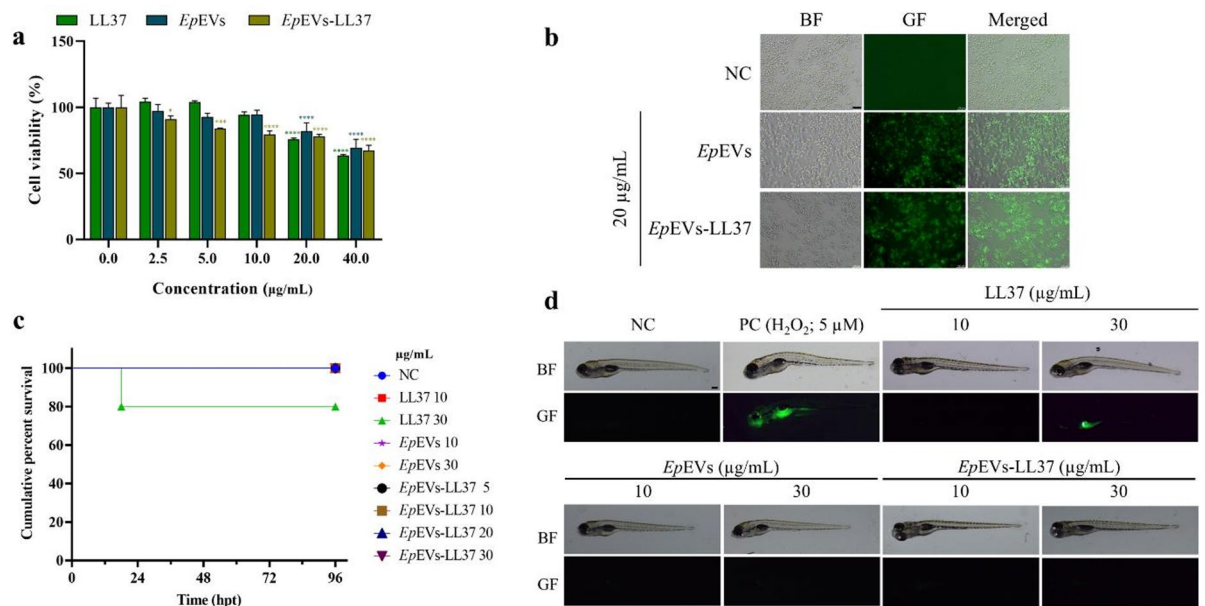 LL37 EpEVs EpEVs-LL37
a
150
100
50
0
Cell viability (%)
* *** **** **** **** **** **** **** ****
0.0 2.5 5.0 10.0 20.0 40.0
Concentration (µg/mL)
b
BF GF Merged
NC
EpEVs
EpEVs-LL37
20 µg/mL
c
100
80
60
40
20
0
Cumulative percent survival
0 24 48 72 96
Time (hpt)
µg/mL
NC
LL37 10
LL37 30
EpEVs 10
EpEVs 30
EpEVs-LL37 5
EpEVs-LL37 10
EpEVs-LL37 20
EpEVs-LL37 30
d
LL37 (µg/mL)
NC PC (H₂O₂; 5 µM) 10 30
BF
GF
EpEVs (µg/mL) EpEVs-LL37 (µg/mL)
10 30 10 30
BF
GF